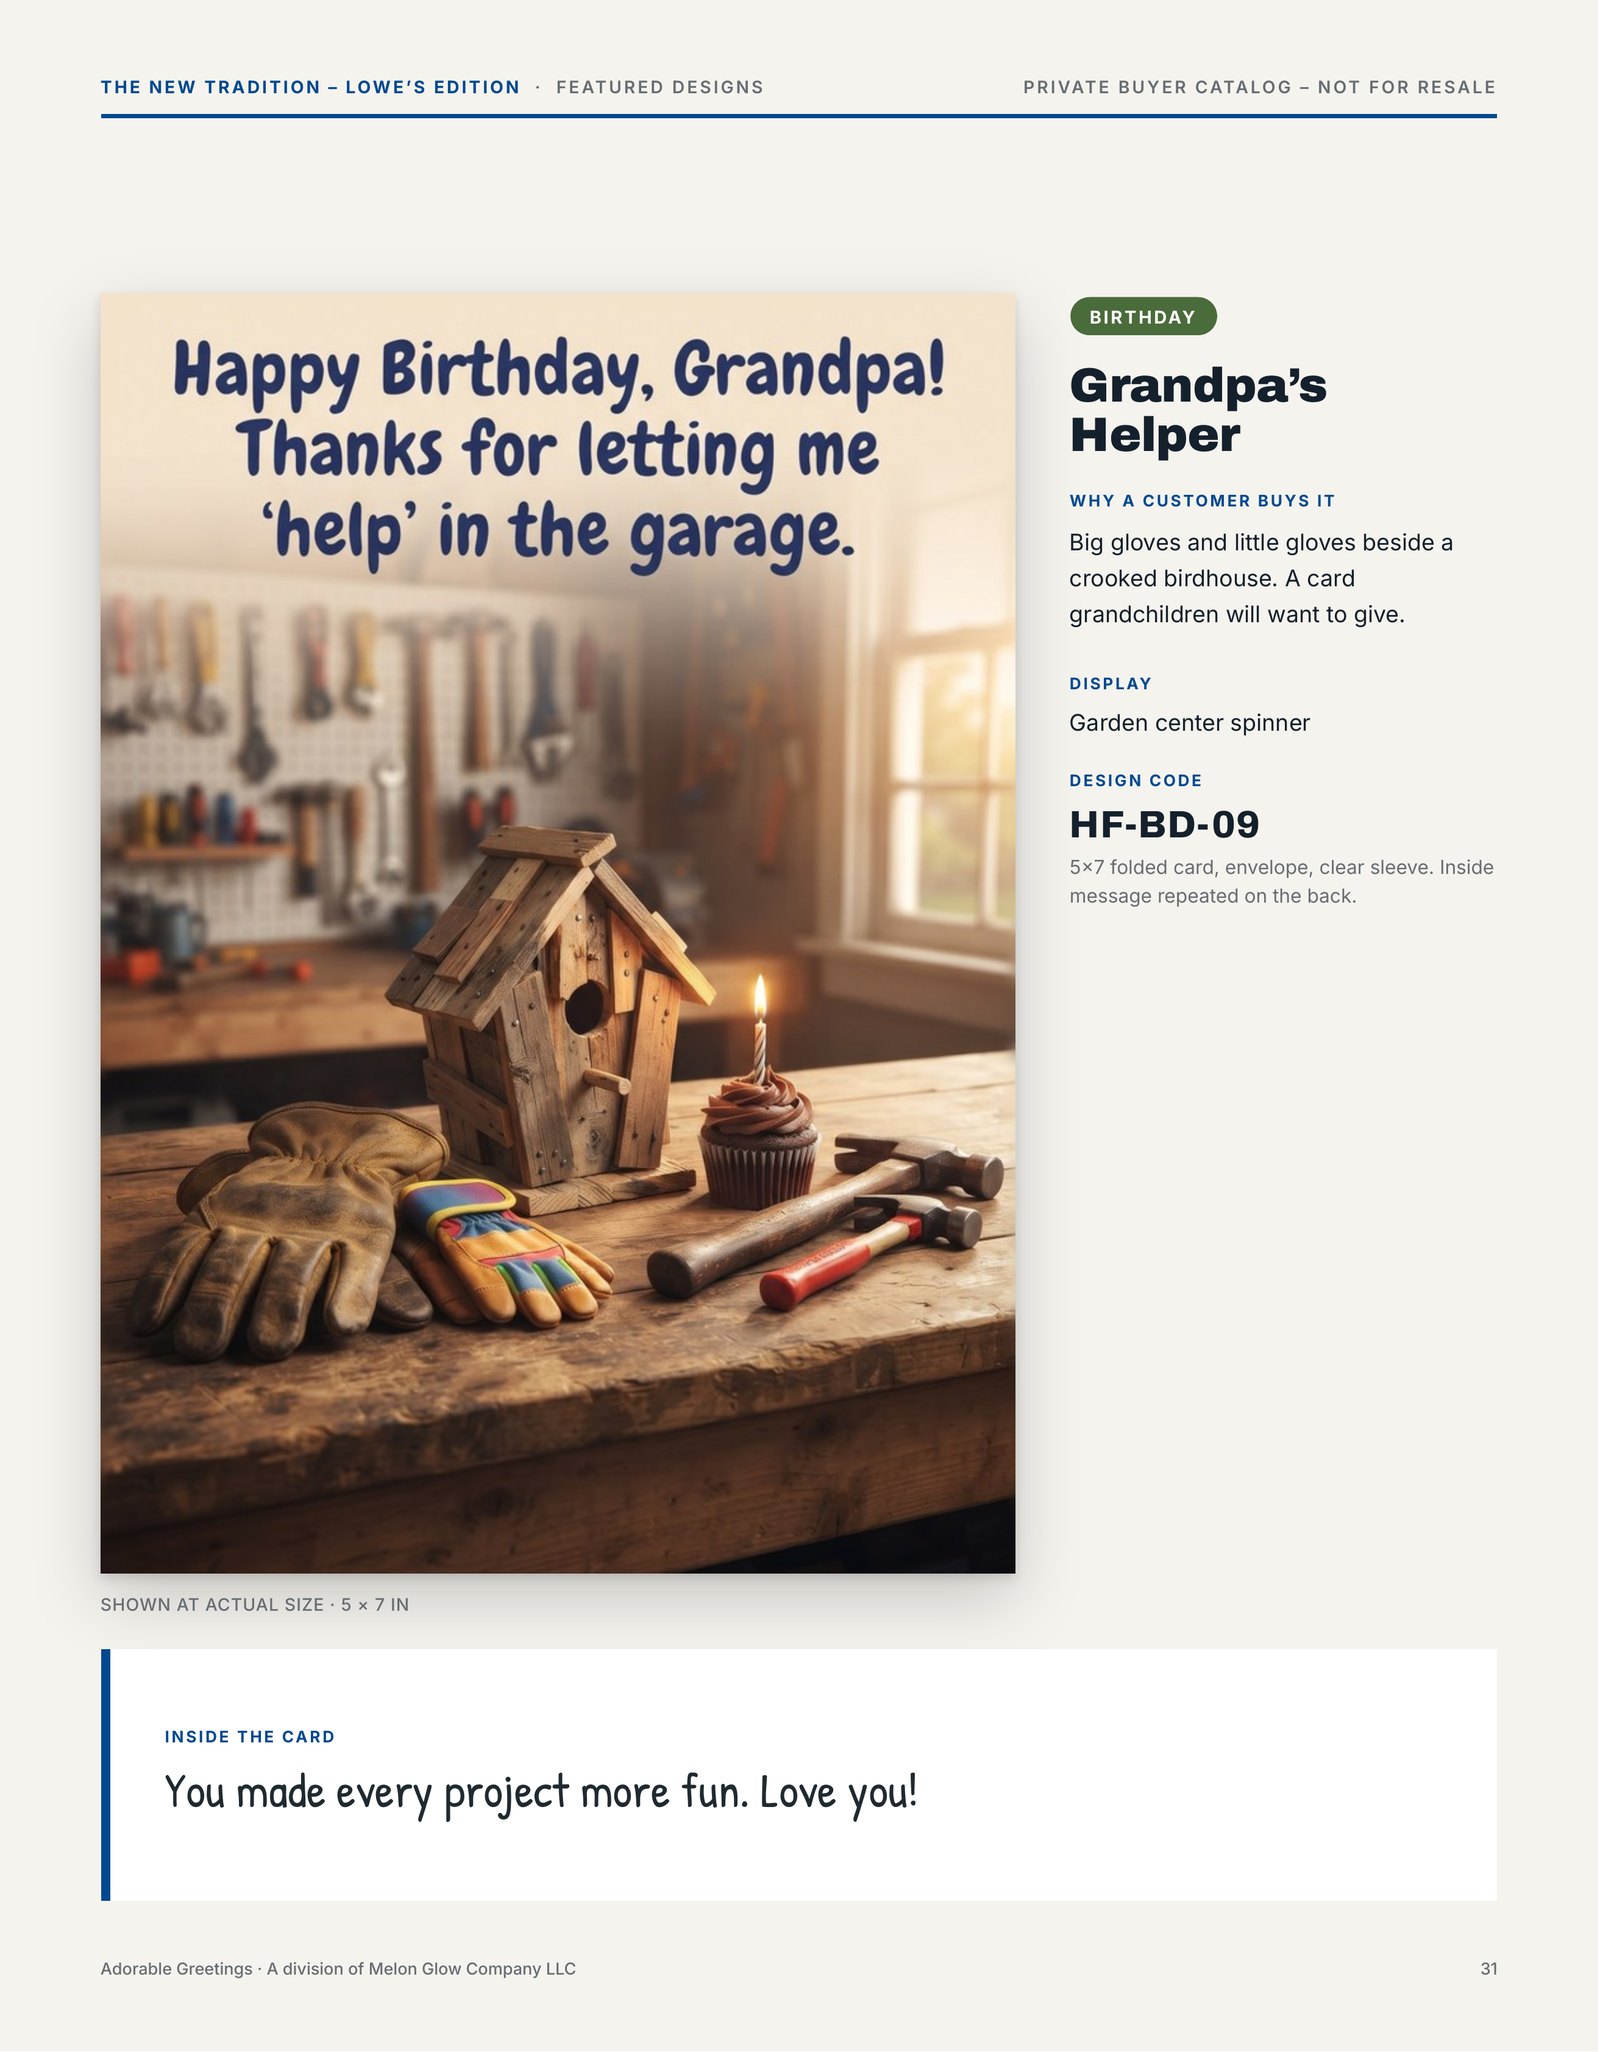 THE NEW TRADITION – LOWE’S EDITION · FEATURED DESIGNS
PRIVATE BUYER CATALOG – NOT FOR RESALE
Happy Birthday, Grandpa!
Thanks for letting me
‘help’ in the garage.
SHOWN AT ACTUAL SIZE · 5 × 7 IN
BIRTHDAY
Grandpa’s
Helper
WHY A CUSTOMER BUYS IT
Big gloves and little gloves beside a
crooked birdhouse. A card
grandchildren will want to give.
DISPLAY
Garden center spinner
DESIGN CODE
HF-BD-09
5×7 folded card, envelope, clear sleeve. Inside
message repeated on the back.
INSIDE THE CARD
You made every project more fun. Love you!
Adorable Greetings · A division of Melon Glow Company LLC
31